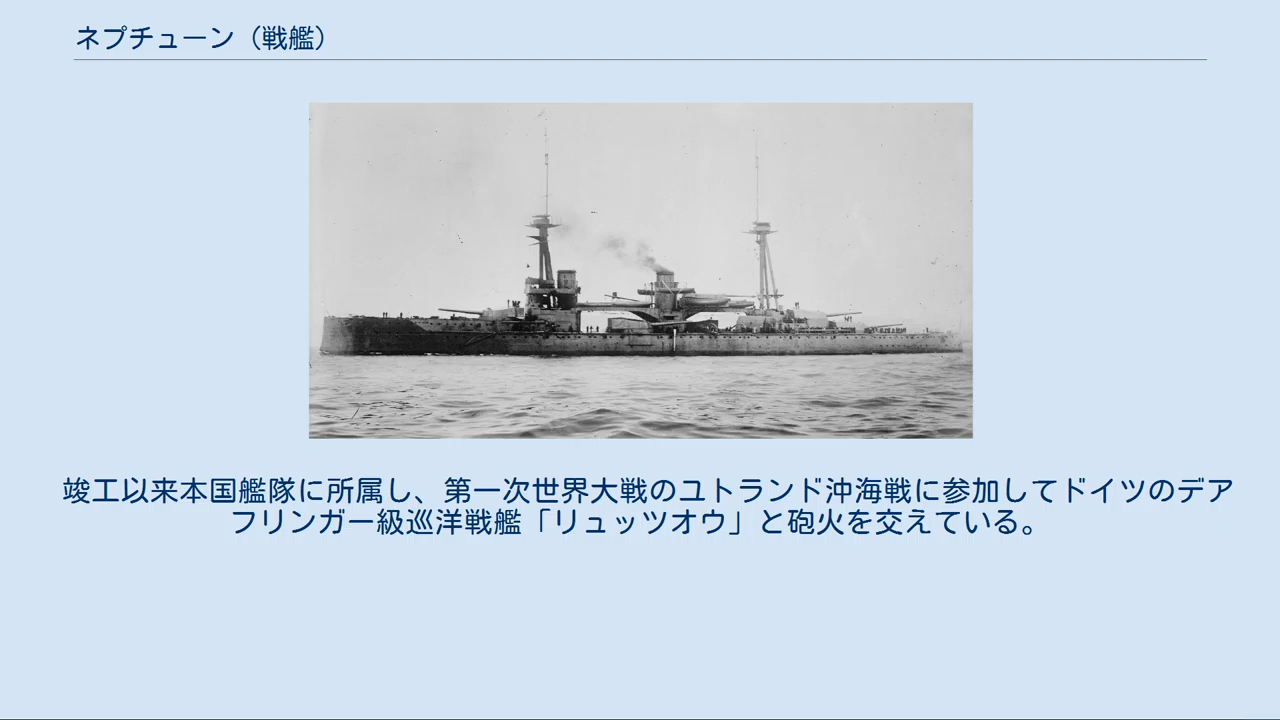 ネプチューン（戦艦）
竣工以来本国艦隊に所属し、第一次世界大戦のユトランド沖海戦に参加してドイツのデア
フリンガー級巡洋戦艦「リュッツオウ」と砲火を交えている。